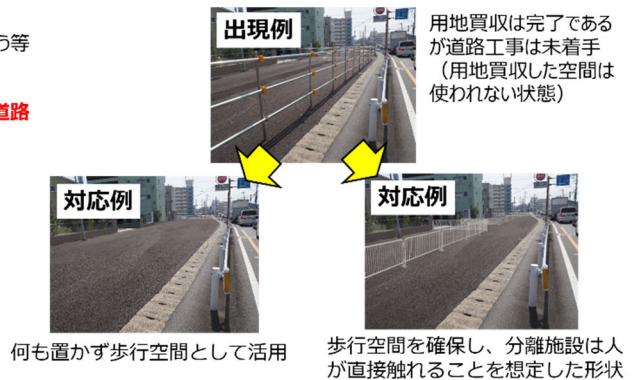 出現例
用地買収は完了である
が道路工事は未着手
（用地買収した空間は
使われない状態）
う等
道路
対応例
何も置かず歩行空間として活用
対応例
歩行空間を確保し、分離施設は人
が直接触れることを想定した形状